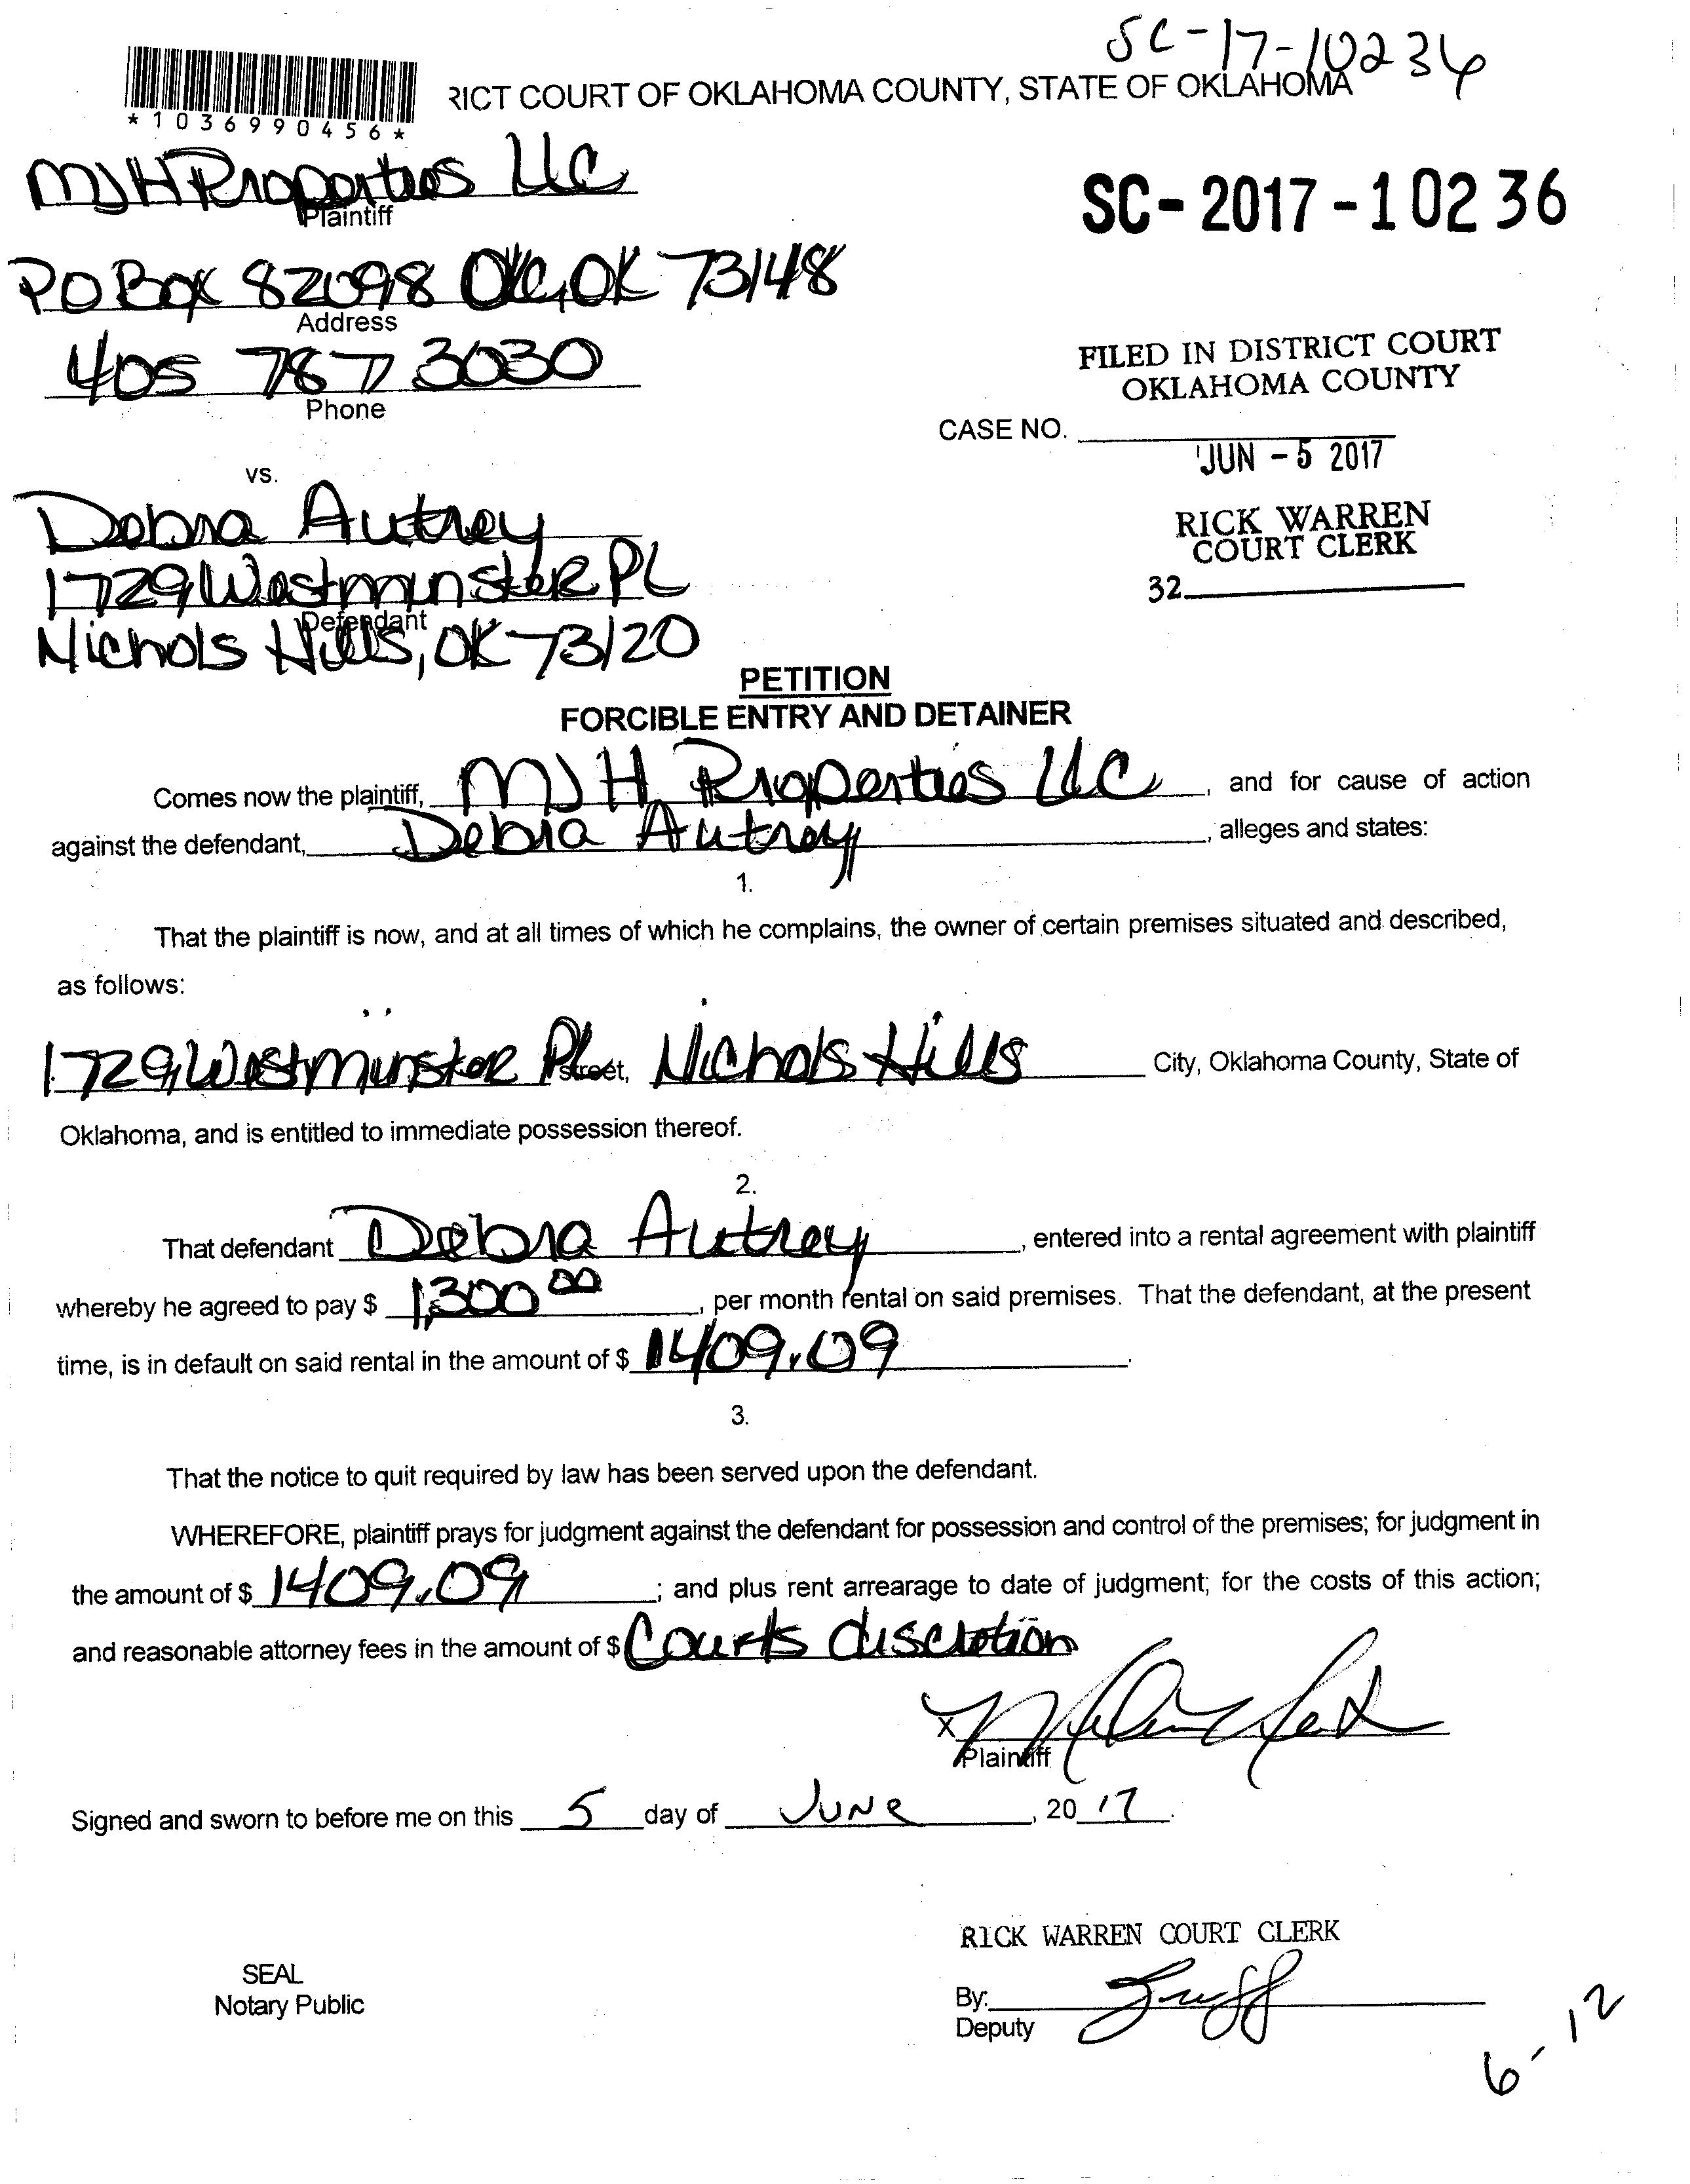 SC-17-10236
*1036990456*
RICT COURT OF OKLAHOMA COUNTY, STATE OF OKLAHOMA
MJH Properties LLC
Plaintiff
SC-2017-10236
PO Box 82098 OKC, OK 73148
Address
405 787 3030
Phone
FILED IN DISTRICT COURT
OKLAHOMA COUNTY
CASE NO.
JUN - 5 2017
vs.
RICK WARREN
COURT CLERK
32
Debra Autrey
1729 Westminster PL
Defendant
Nichols Hills, OK 73120
PETITION
FORCIBLE ENTRY AND DETAINER
Comes now the plaintiff, MJH Properties LLC, and for cause of action
against the defendant, Debra Autrey, alleges and states:
1.
That the plaintiff is now, and at all times of which he complains, the owner of certain premises situated and described,
as follows:
1729 Westminster Pl. Street, Nichols Hills City, Oklahoma County, State of
Oklahoma, and is entitled to immediate possession thereof.
2.
That defendant Debra Autrey, entered into a rental agreement with plaintiff
whereby he agreed to pay $ 1,300 00, per month rental on said premises. That the defendant, at the present
time, is in default on said rental in the amount of $ 1409.09.
3.
That the notice to quit required by law has been served upon the defendant.
WHEREFORE, plaintiff prays for judgment against the defendant for possession and control of the premises; for judgment in
the amount of $ 1409.09; and plus rent arrearage to date of judgment; for the costs of this action;
and reasonable attorney fees in the amount of $ Courts discretion
X
Plaintiff
Signed and sworn to before me on this 5 day of June, 20 17.
RICK WARREN COURT CLERK
SEAL
Notary Public
By:
Deputy
6-12